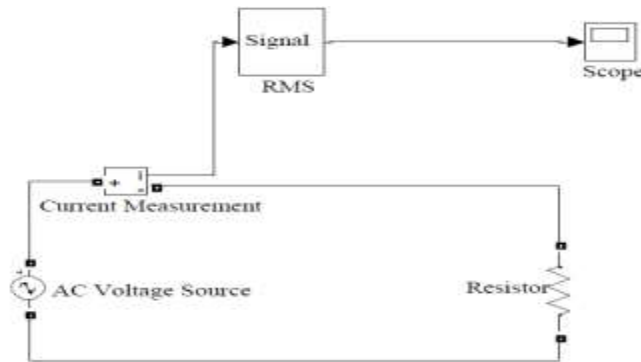 Signal
RMS
Scope
+
i
-
Current Measurement
+
AC Voltage Source
Resistor